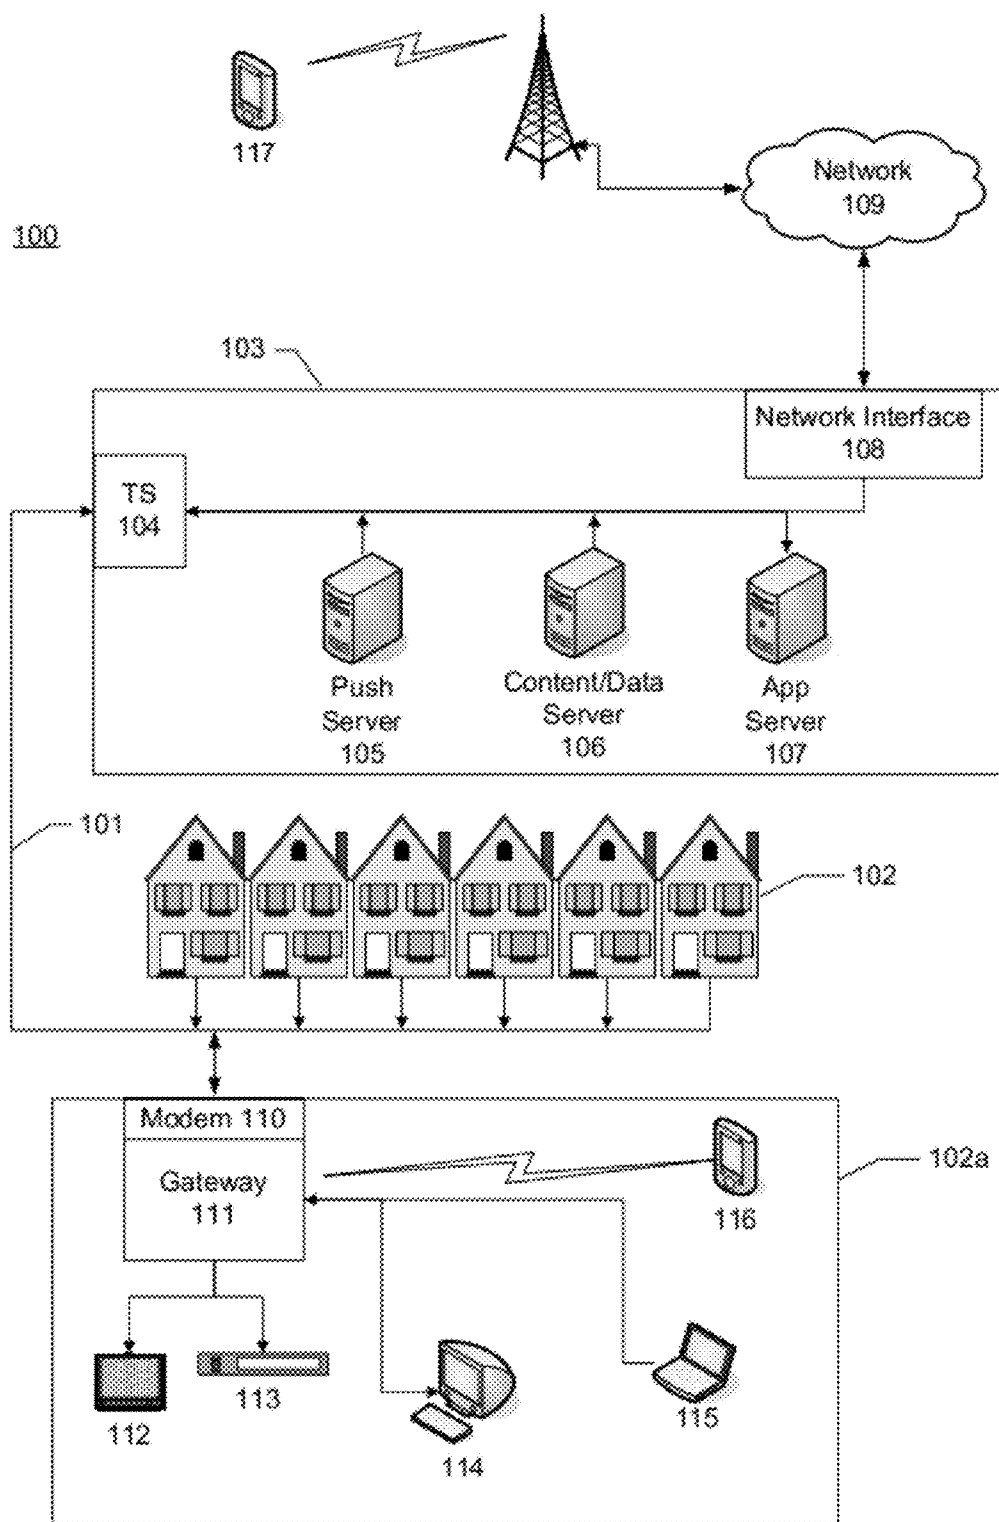 117
Network
109
100
103
Network Interface
108
TS
104
Push
Server
105
Content/Data
Server
106
App
Server
107
101
102
Modem 110
Gateway
111
116
102a
112
113
114
115